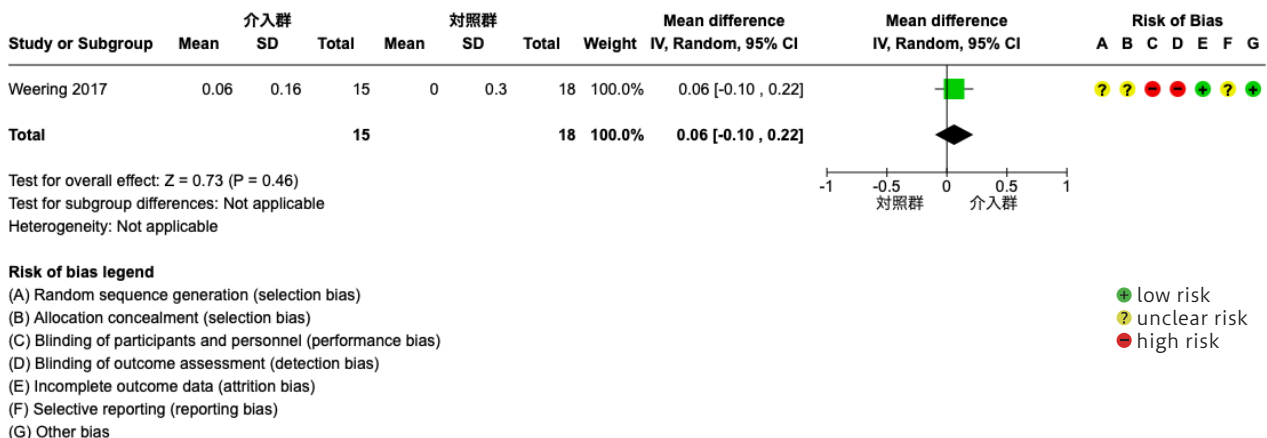 介入群 対照群 Mean difference Mean difference Risk of Bias
Study or Subgroup Mean SD Total Mean SD Total Weight IV, Random, 95% CI IV, Random, 95% CI A B C D E F G
Weering 2017 0.06 0.16 15 0 0.3 18 100.0% 0.06 [-0.10 , 0.22] ? ? − − + ? +
Total 15 18 100.0% 0.06 [-0.10 , 0.22]
Test for overall effect: Z = 0.73 (P = 0.46)
-1 -0.5 0 0.5 1
Test for subgroup differences: Not applicable
対照群 介入群
Heterogeneity: Not applicable
Risk of bias legend
(A) Random sequence generation (selection bias)
(B) Allocation concealment (selection bias)
(C) Blinding of participants and personnel (performance bias)
(D) Blinding of outcome assessment (detection bias)
(E) Incomplete outcome data (attrition bias)
(F) Selective reporting (reporting bias)
(G) Other bias
+ low risk
? unclear risk
− high risk